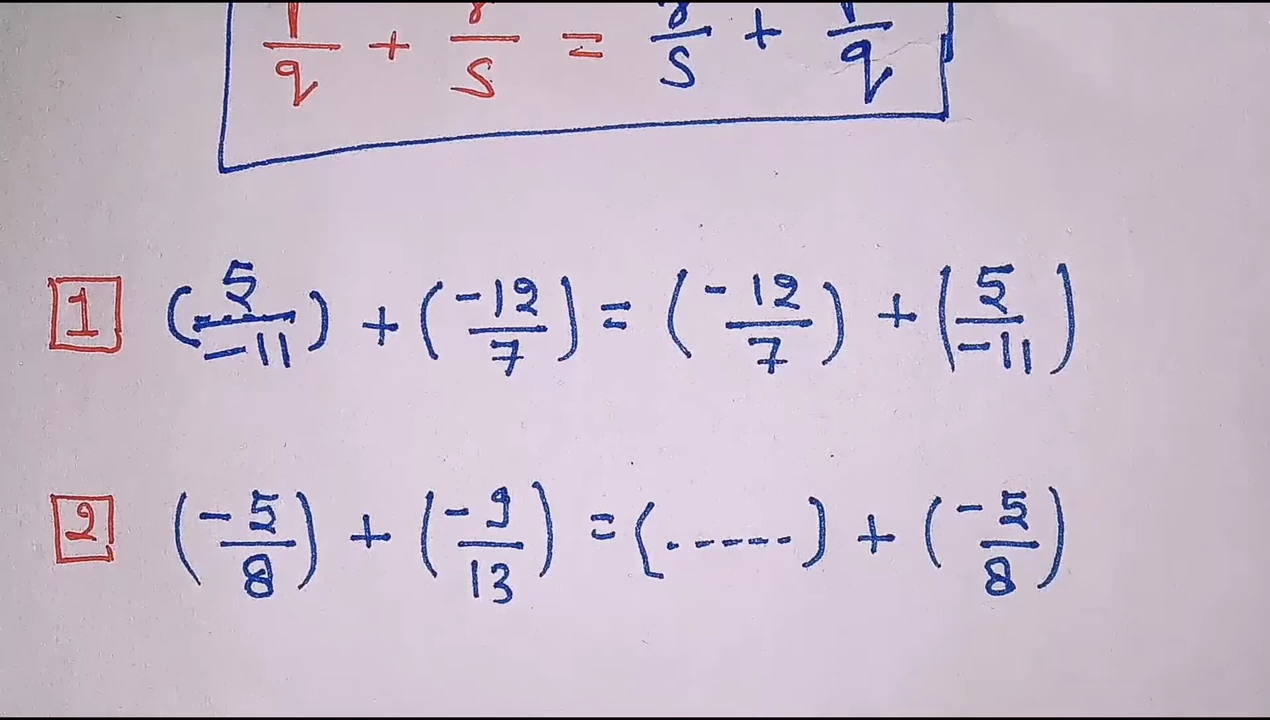 p/q + r/s = r/s + p/q
1 (5/-11) + (-12/7) = (-12/7) + (5/-11)
2 (-5/8) + (-9/13) = (.-----) + (-5/8)